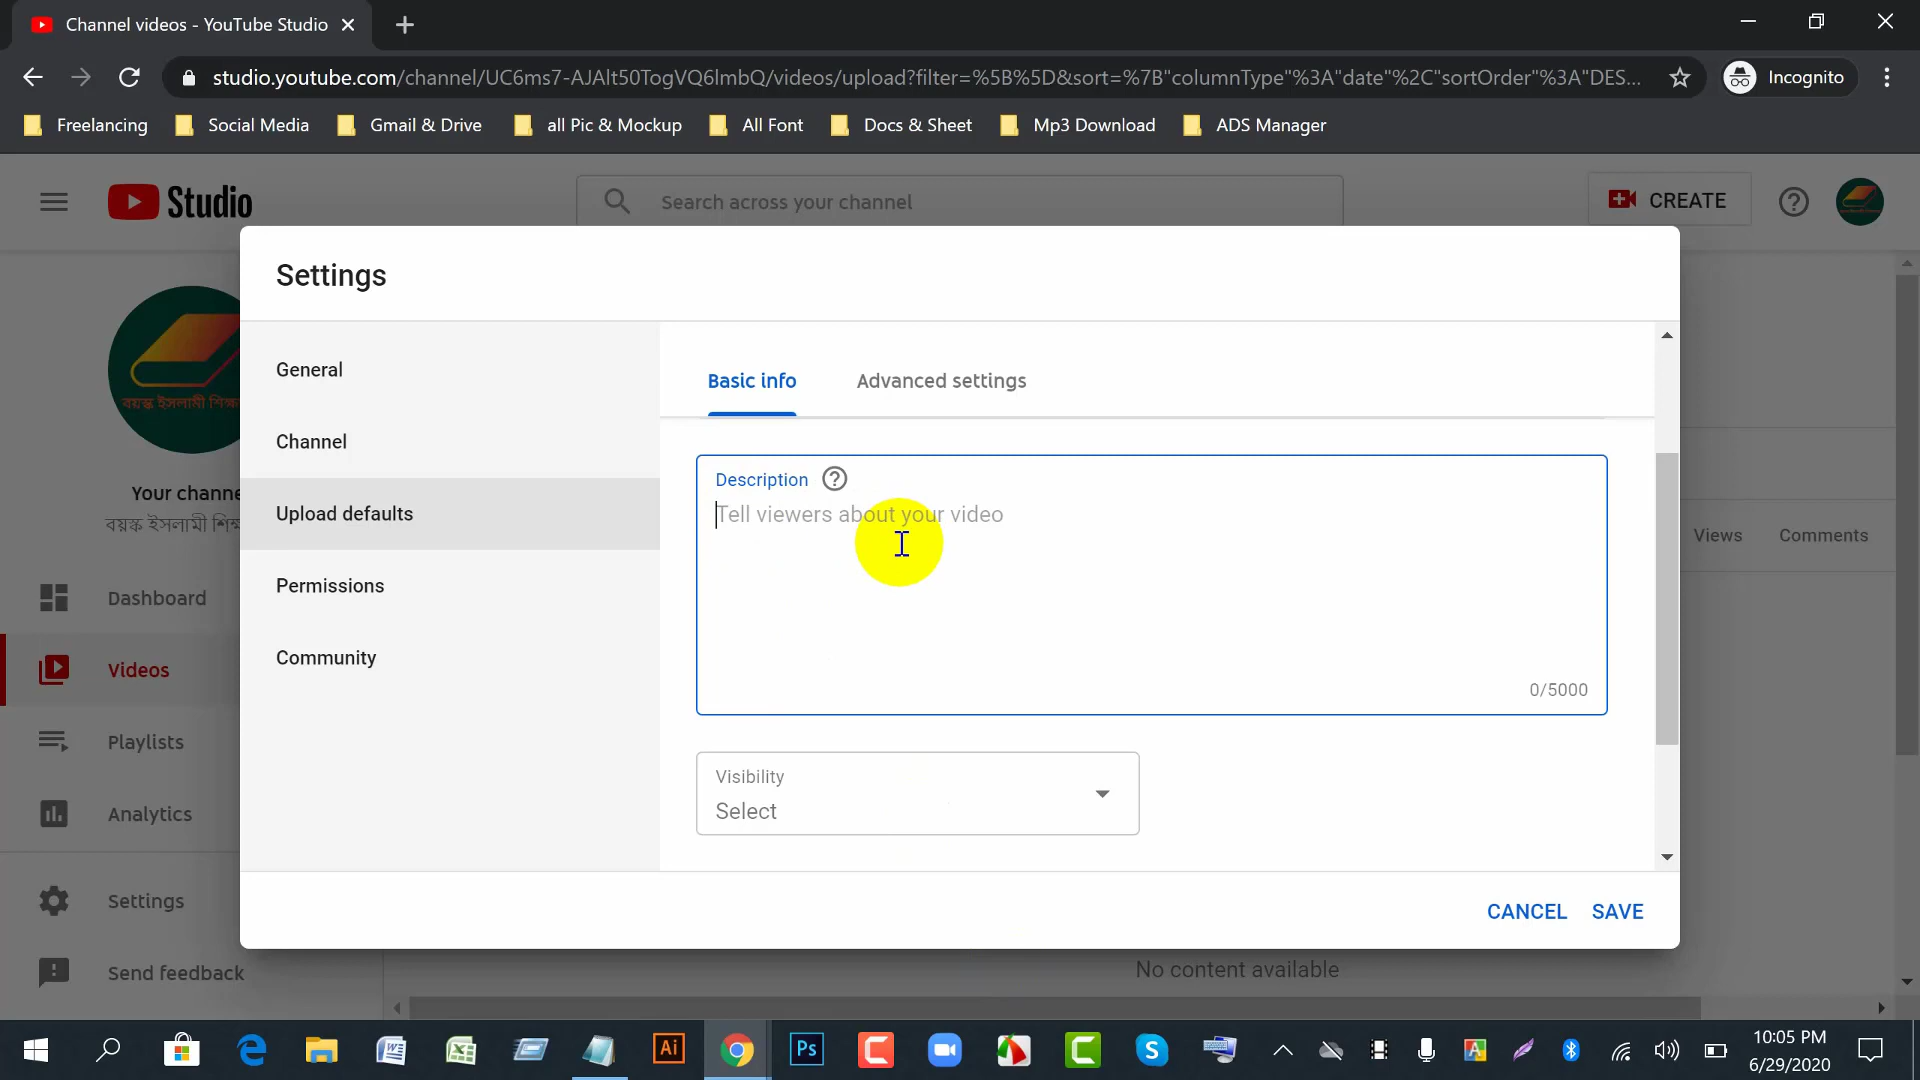 Channel videos - YouTube Studio
studio.youtube.com/channel/UC6ms7-AJAlt50TogVQ6lmbQ/videos/upload?filter=%5B%5D&sort=%7B"columnType"%3A"date"%2C"sortOrder"%3A"DES...
Incognito
Freelancing
Social Media
Gmail & Drive
all Pic & Mockup
All Font
Docs & Sheet
Mp3 Download
ADS Manager
Studio
Search across your channel
CREATE
Settings
General
Basic info
Advanced settings
Channel
Description
Upload defaults
Tell viewers about your video
Your channe
Views
Comments
Permissions
Dashboard
Community
Videos
0/5000
Playlists
Visibility
Select
Analytics
Settings
CANCEL
SAVE
Send feedback
No content available
Ai
Ps
10:05 PM
6/29/2020